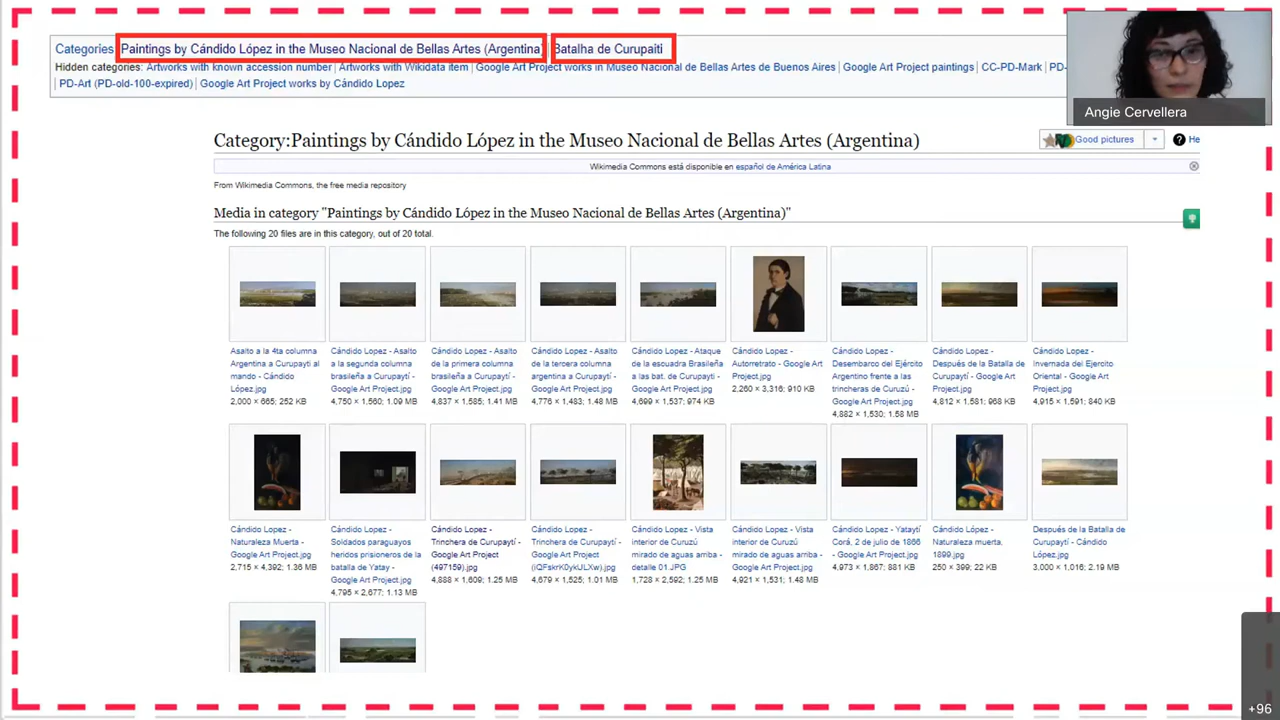 Categories: Paintings by Cándido López in the Museo Nacional de Bellas Artes (Argentina) | Batalha de Curupaiti
Hidden categories: Artworks with known accession number | Artworks with Wikidata item | Google Art Project works in Museo Nacional de Bellas Artes de Buenos Aires | Google Art Project paintings | CC-PD-Mark | PD-
| PD-Art (PD-old-100-expired) | Google Art Project works by Cándido López
Angie Cervellera
Category:Paintings by Cándido López in the Museo Nacional de Bellas Artes (Argentina)
Good pictures
He
Wikimedia Commons está disponible en español de América Latina
From Wikimedia Commons, the free media repository
Media in category "Paintings by Cándido López in the Museo Nacional de Bellas Artes (Argentina)"
The following 20 files are in this category, out of 20 total.
Asalto a la 4ta columna
Argentina a Curupayti al
mando - Cándido
López.jpg
2,000 × 665; 252 KB
Cándido Lopez - Asalto
a la segunda columna
brasileña a Curupaytí -
Google Art Project.jpg
4,750 × 1,560; 1.09 MB
Cándido Lopez - Asalto
de la primera columna
brasileña a Curupaytí -
Google Art Project.jpg
4,837 × 1,585; 1.41 MB
Cándido Lopez - Asalto
de la tercera columna
argentina a Curupaytí -
Google Art Project.jpg
4,776 × 1,483; 1.48 MB
Cándido Lopez - Ataque
de la escoadra Brasileña
a las bat. de Curupayti -
Google Art Project.jpg
4,699 × 1,537; 974 KB
Cándido Lopez -
Autorretrato - Google Art
Project.jpg
2,260 × 3,316; 910 KB
Cándido Lopez -
Desembarco del Ejército
Argentino frente a las
trincheras de Curuzú -
Google Art Project.jpg
4,882 × 1,530; 1.58 MB
Cándido Lopez -
Después de la Batalla de
Curupaytí - Google Art
Project.jpg
4,812 × 1,581; 968 KB
Cándido Lopez -
Invernada del Ejercito
Oriental - Google Art
Project.jpg
4,915 × 1,591; 840 KB
Cándido Lopez -
Naturaleza Muerta -
Google Art Project.jpg
2,715 × 4,392; 1.36 MB
Cándido Lopez -
Soldados paraguayos
heridos prisioneros de la
batalla de Yatay -
Google Art Project.jpg
4,795 × 2,677; 1.13 MB
Cándido Lopez -
Trinchera de Curupaytí -
Google Art Project
(497159).jpg
4,888 × 1,609; 1.25 MB
Cándido Lopez -
Trinchera de Curupaytí -
Google Art Project
(iQFskrK0ykULXw).jpg
4,679 × 1,525; 1.01 MB
Cándido Lopez - Vista
interior de Curuzú
mirado de aguas arriba -
detalle 01.JPG
1,728 × 2,592; 1.25 MB
Cándido Lopez - Vista
interior de Curuzú
mirado de aguas arriba -
Google Art Project.jpg
4,921 × 1,531; 1.48 MB
Cándido Lopez - Yataytí
Corá, 2 de julio de 1866
- Google Art Project.jpg
4,973 × 1,867; 881 KB
Cándido López -
Naturaleza muerta,
1899.jpg
250 × 399; 22 KB
Después de la Batalla de
Curupaytí - Cándido
López.jpg
3,000 × 1,016; 2.19 MB
+96